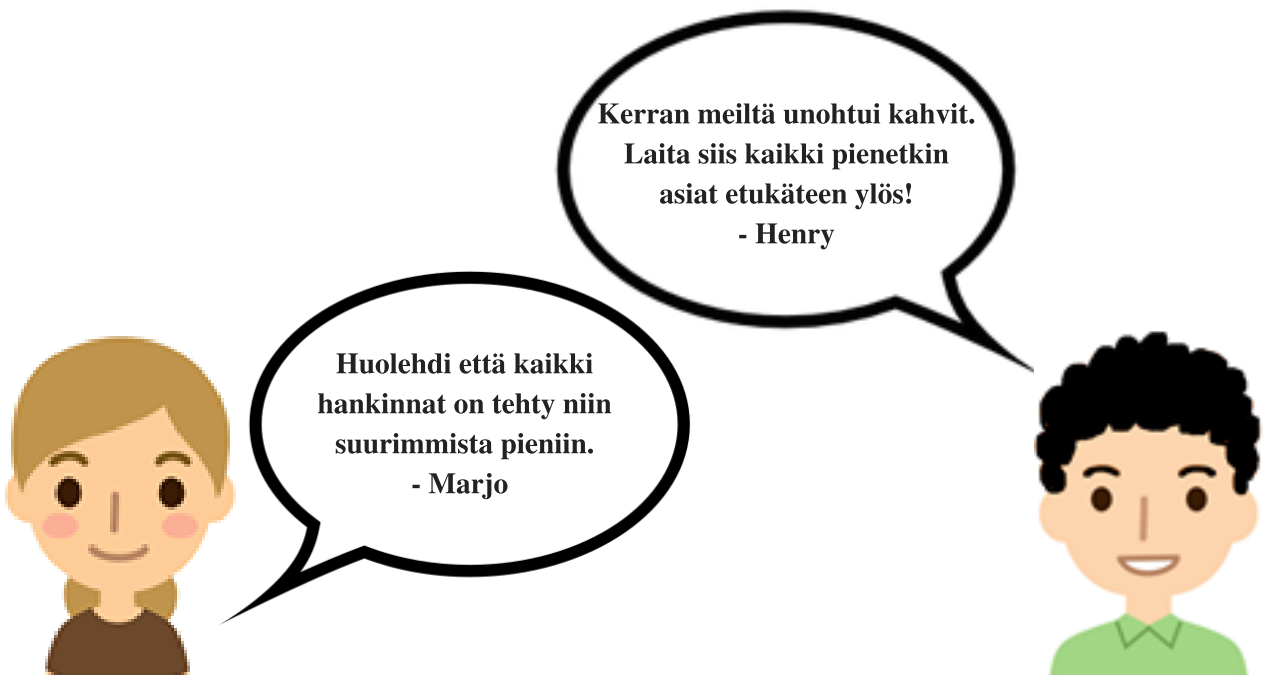 Kerran meiltä unohtui kahvit.
Laita siis kaikki pienetkin
asiat etukäteen ylös!
- Henry
Huolehdi että kaikki
hankinnat on tehty niin
suurimmista pieniin.
- Marjo